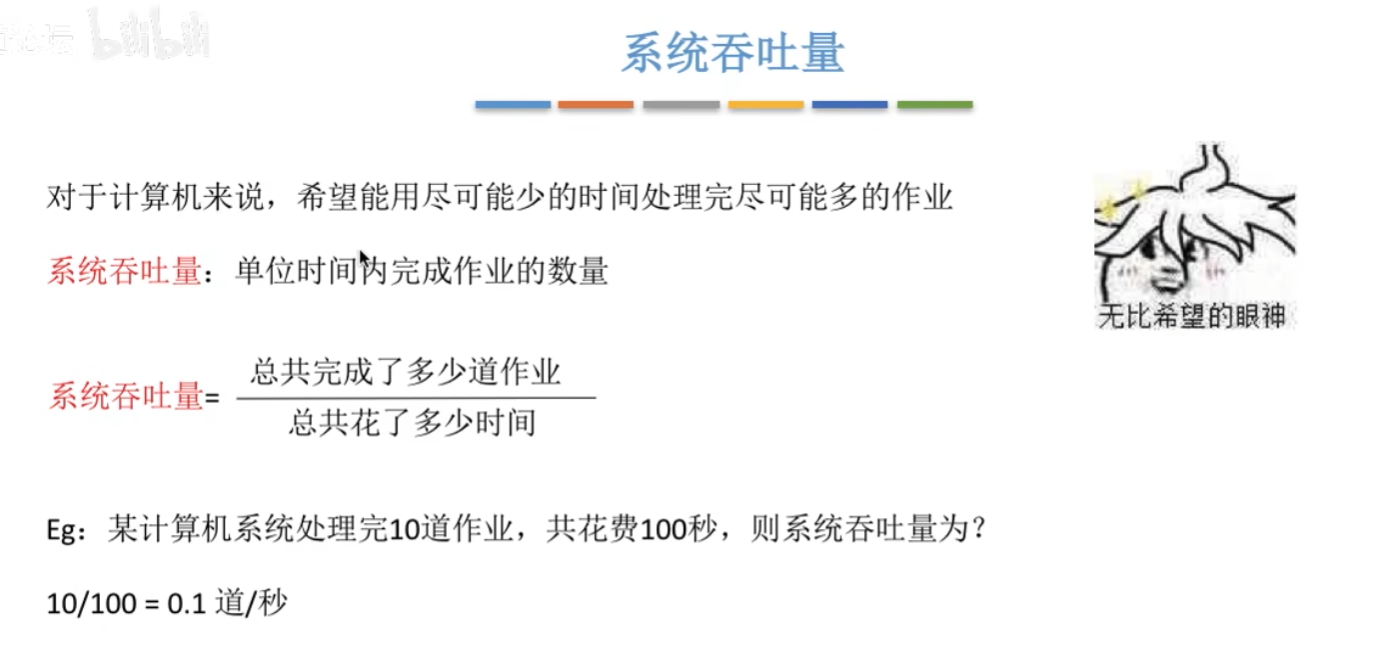 bilibili
系统吞吐量
对于计算机来说，希望能用尽可能少的时间处理完尽可能多的作业
系统吞吐量：单位时间内完成作业的数量
无比希望的眼神
系统吞吐量=
总共完成了多少道作业
总共花了多少时间
Eg：某计算机系统处理完10道作业，共花费100秒，则系统吞吐量为？
10/100 = 0.1 道/秒